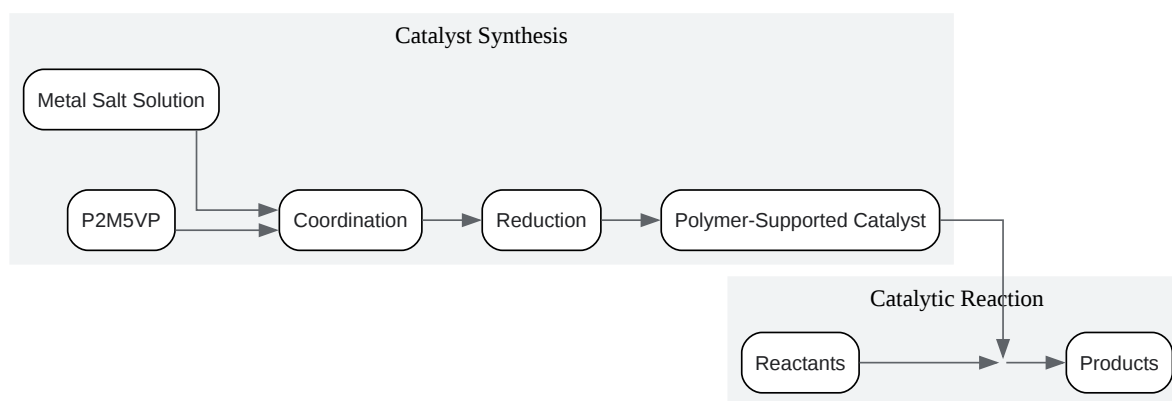 Catalyst Synthesis
Metal Salt Solution
P2M5VP
Coordination
Reduction
Polymer-Supported Catalyst
Catalytic Reaction
Reactants
Products